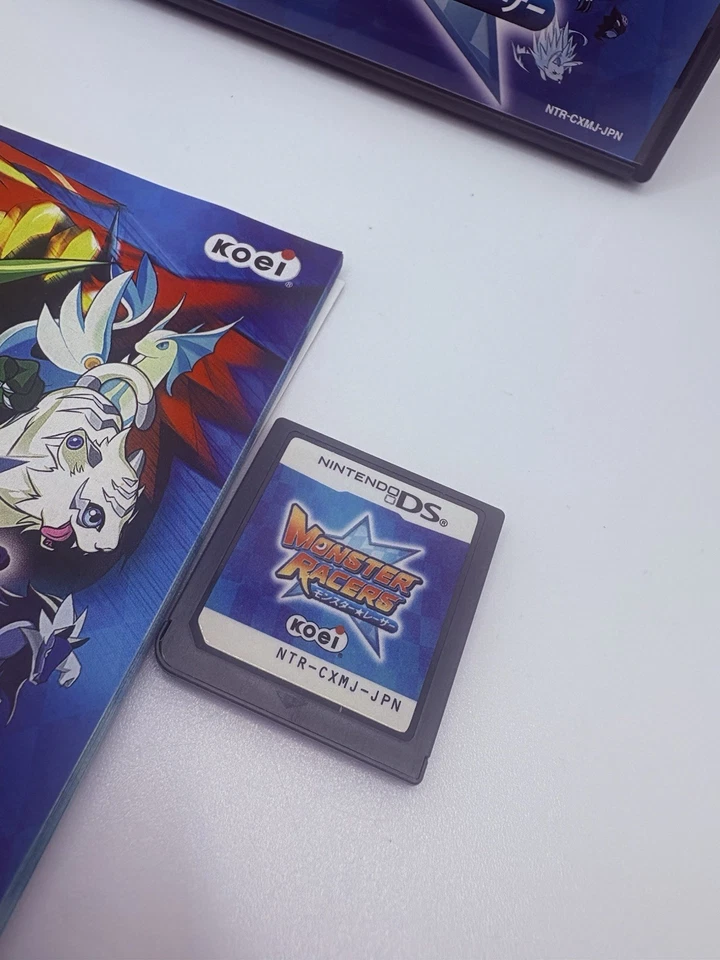 NTR-CXMJ-JPN
KOEI
®
NINTENDO DS®
MONSTER
RACERS
モンスター★レーサー
KOEI
®
NTR-CXMJ-JPN